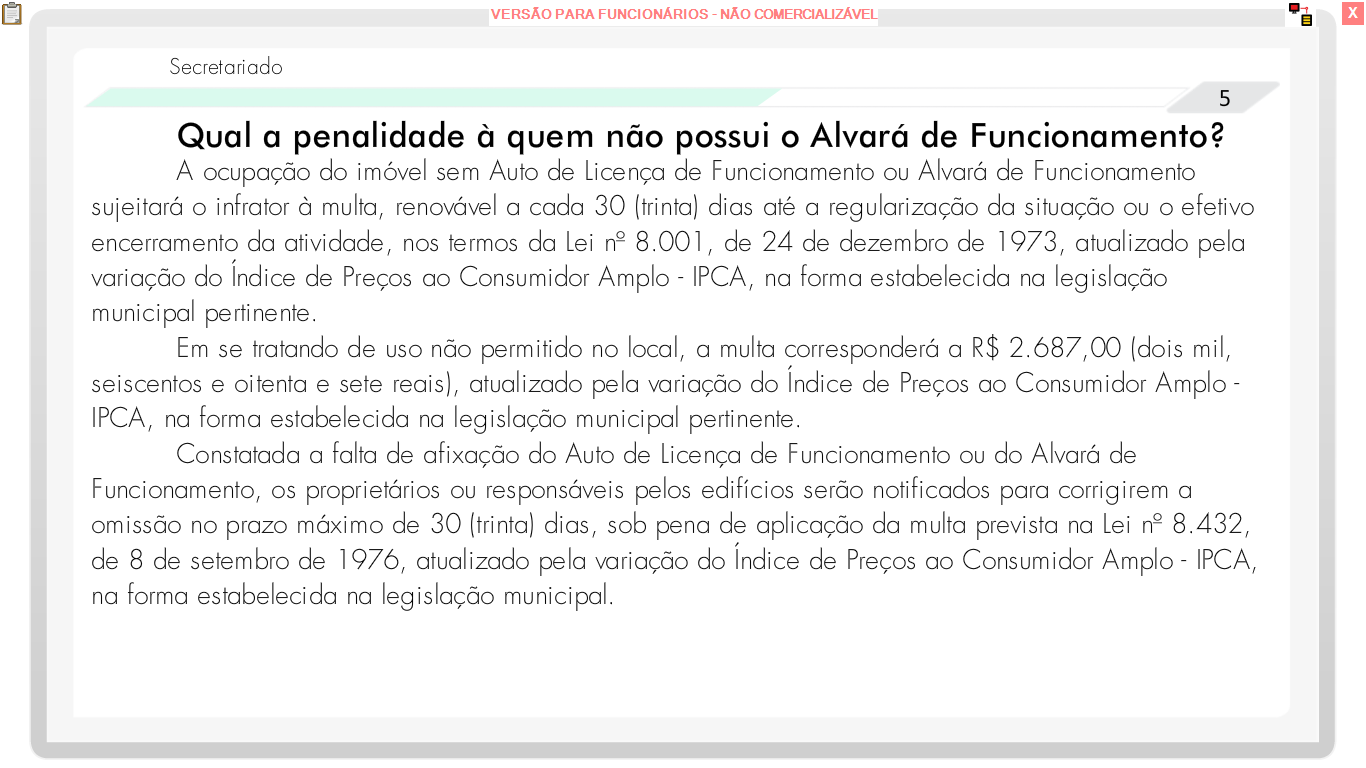 VERSÃO PARA FUNCIONÁRIOS - NÃO COMERCIALIZÁVEL
X
Secretariado
5
Qual a penalidade à quem não possui o Alvará de Funcionamento?
A ocupação do imóvel sem Auto de Licença de Funcionamento ou Alvará de Funcionamento
sujeitará o infrator à multa, renovável a cada 30 (trinta) dias até a regularização da situação ou o efetivo
encerramento da atividade, nos termos da Lei nº 8.001, de 24 de dezembro de 1973, atualizado pela
variação do Índice de Preços ao Consumidor Amplo - IPCA, na forma estabelecida na legislação
municipal pertinente.
Em se tratando de uso não permitido no local, a multa corresponderá a R$ 2.687,00 (dois mil,
seiscentos e oitenta e sete reais), atualizado pela variação do Índice de Preços ao Consumidor Amplo -
IPCA, na forma estabelecida na legislação municipal pertinente.
Constatada a falta de afixação do Auto de Licença de Funcionamento ou do Alvará de
Funcionamento, os proprietários ou responsáveis pelos edifícios serão notificados para corrigirem a
omissão no prazo máximo de 30 (trinta) dias, sob pena de aplicação da multa prevista na Lei nº 8.432,
de 8 de setembro de 1976, atualizado pela variação do Índice de Preços ao Consumidor Amplo - IPCA,
na forma estabelecida na legislação municipal.